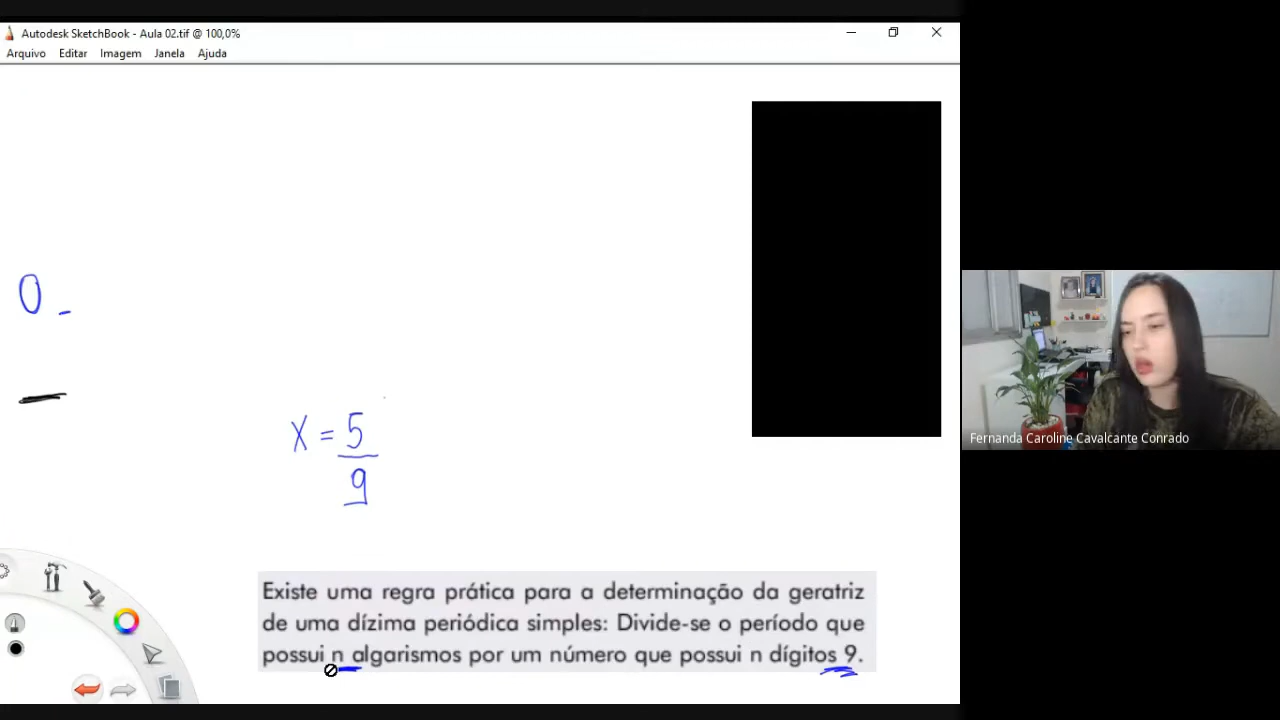 Autodesk SketchBook - Aula 02.tif @ 100,0%
Arquivo Editar Imagem Janela Ajuda
0
x = 5
9
Fernanda Caroline Cavalcante Conrado
Existe uma regra prática para a determinação da geratriz
de uma dízima periódica simples: Divide-se o período que
possui n algarismos por um número que possui n dígitos 9.